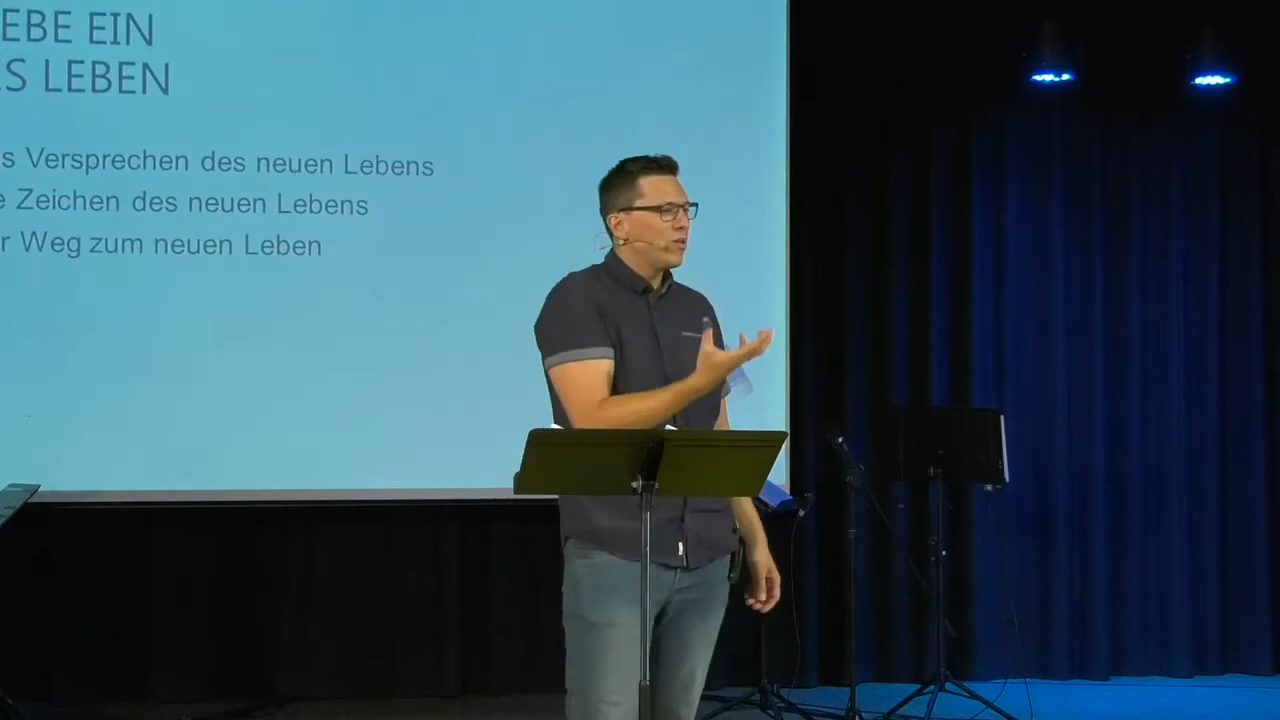 EBE EIN
S LEBEN
s Versprechen des neuen Lebens
e Zeichen des neuen Lebens
r Weg zum neuen Leben